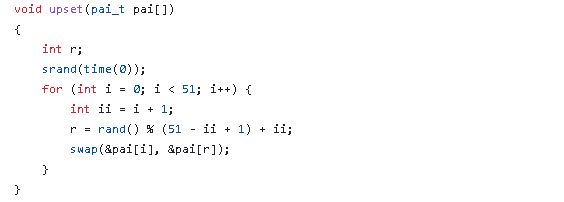 void upset(pai_t pai[])
{
    int r;
    srand(time(0));
    for (int i = 0; i < 51; i++) {
        int ii = i + 1;
        r = rand() % (51 - ii + 1) + ii;
        swap(&pai[i], &pai[r]);
    }
}